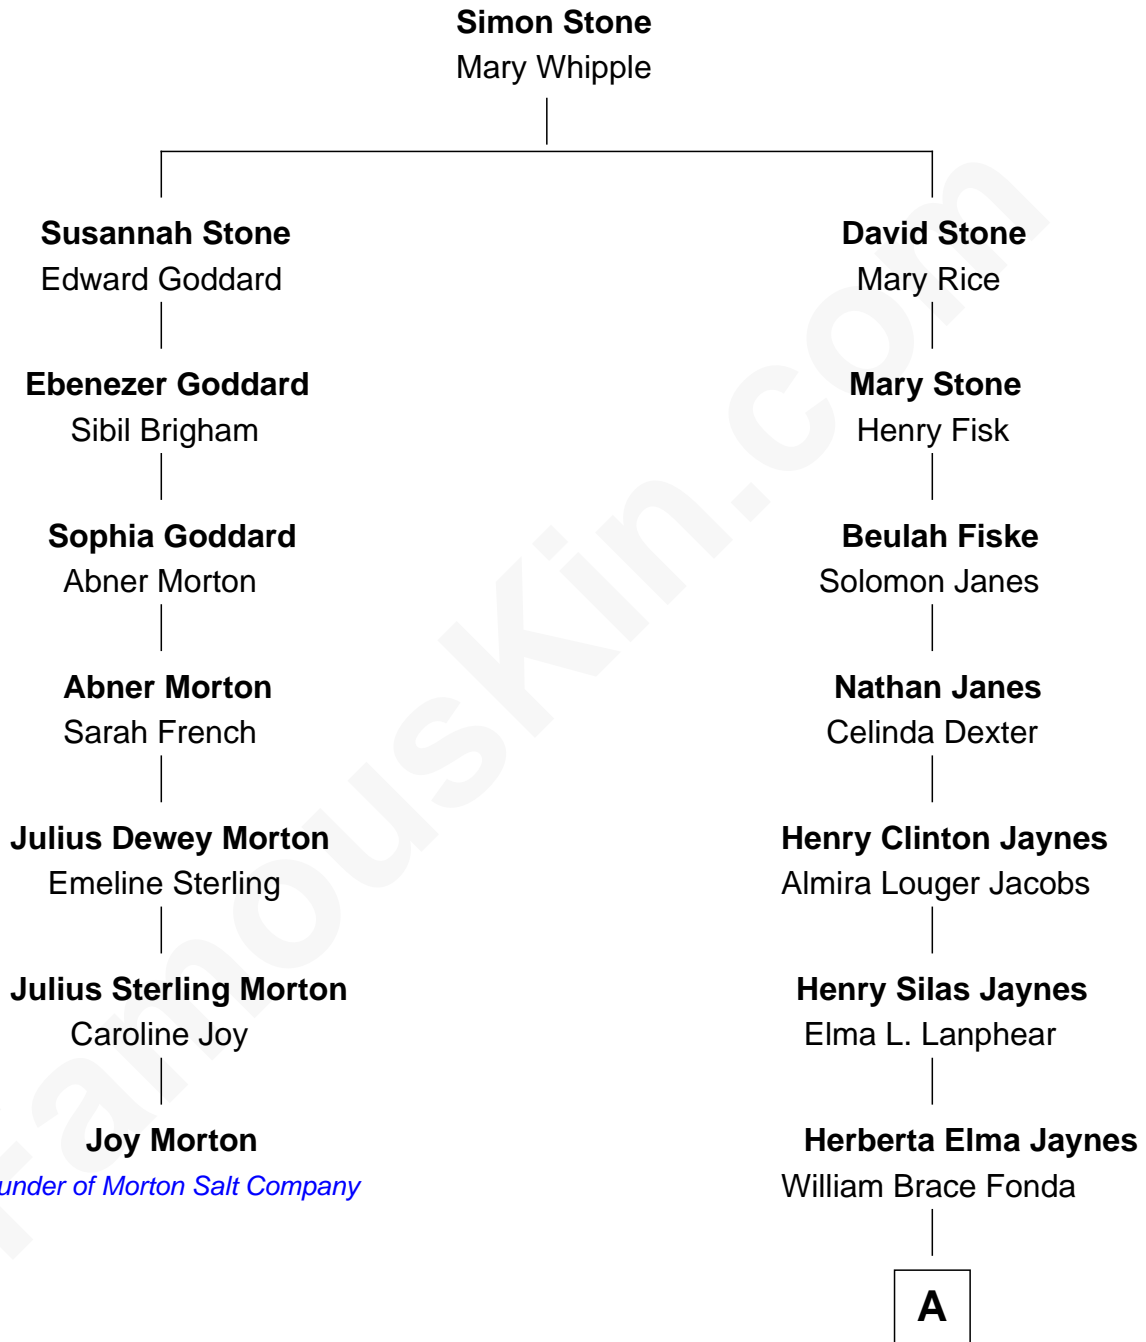 Simon Stone
Mary Whipple
Susannah Stone
Edward Goddard
David Stone
Mary Rice
Ebenezer Goddard
Sibil Brigham
Mary Stone
Henry Fisk
Sophia Goddard
Abner Morton
Beulah Fiske
Solomon Janes
Abner Morton
Sarah French
Nathan Janes
Celinda Dexter
Julius Dewey Morton
Emeline Sterling
Henry Clinton Jaynes
Almira Louger Jacobs
Julius Sterling Morton
Caroline Joy
Henry Silas Jaynes
Elma L. Lanphear
Joy Morton
under of Morton Salt Company
Herberta Elma Jaynes
William Brace Fonda
A
FamousKin.com